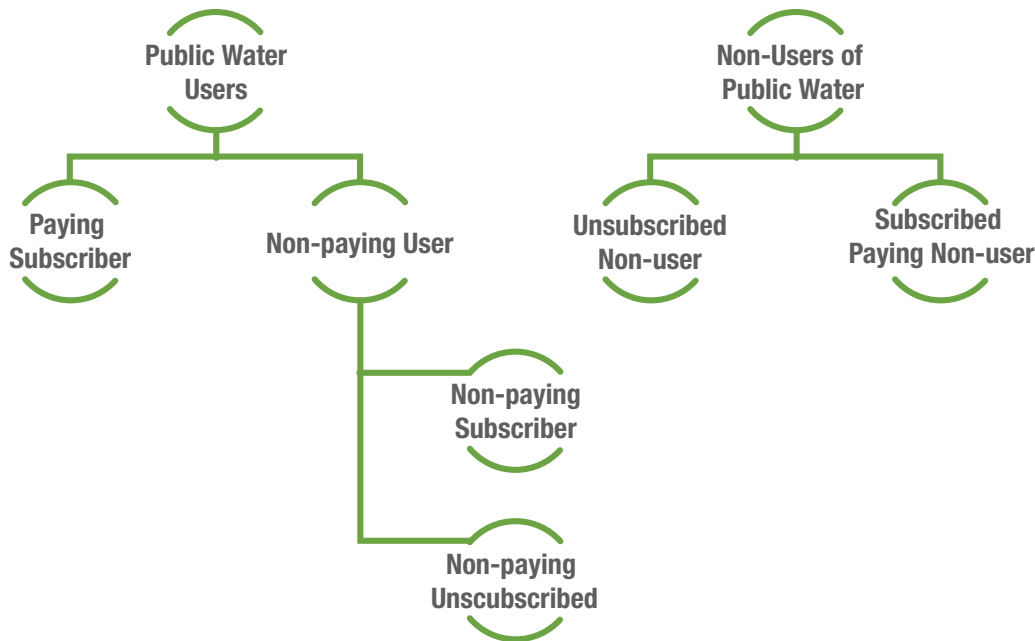 Public Water
Users
Non-Users of
Public Water
Paying
Subscriber
Non-paying User
Unsubscribed
Non-user
Subscribed
Paying Non-user
Non-paying
Subscriber
Non-paying
Unscubscribed